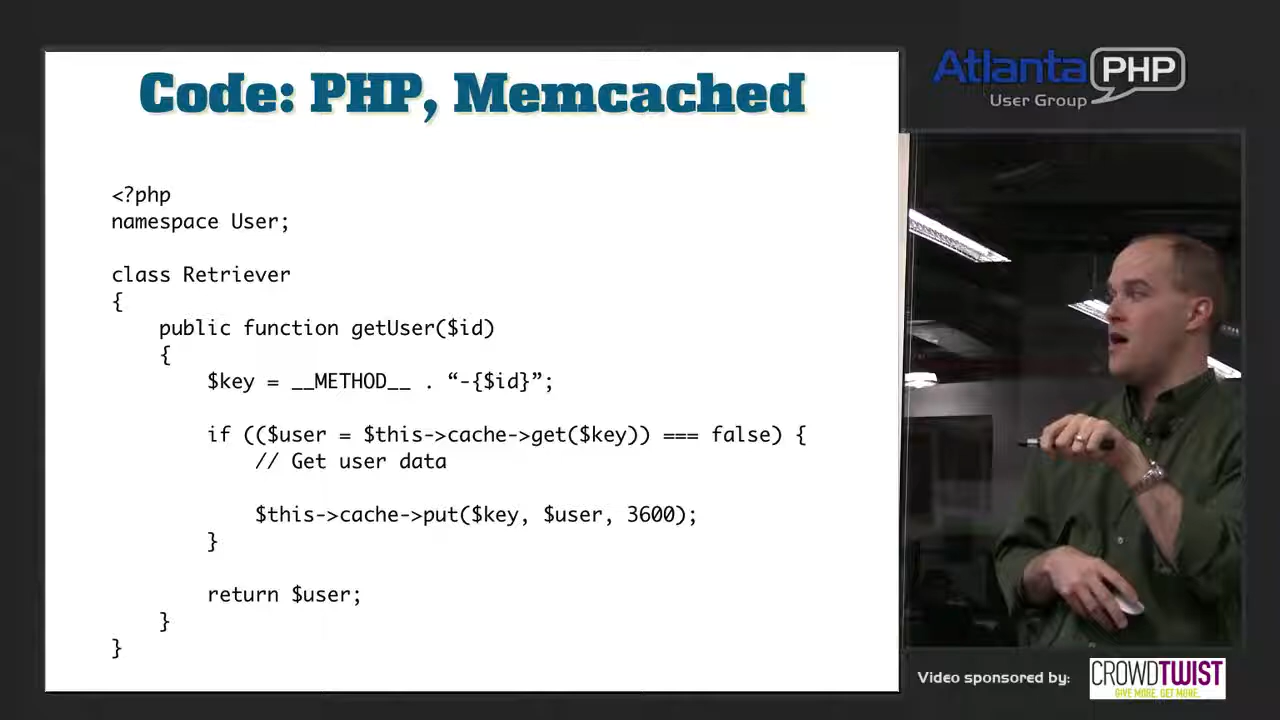 Code: PHP, Memcached
<?php
namespace User;
class Retriever
{
public function getUser($id)
{
$key = __METHOD__ . “-{$id}”;
if (($user = $this->cache->get($key)) === false) {
// Get user data
$this->cache->put($key, $user, 3600);
}
return $user;
}
}
Atlanta PHP
User Group
Video sponsored by:
CROWDTWIST
GIVE MORE. GET MORE.